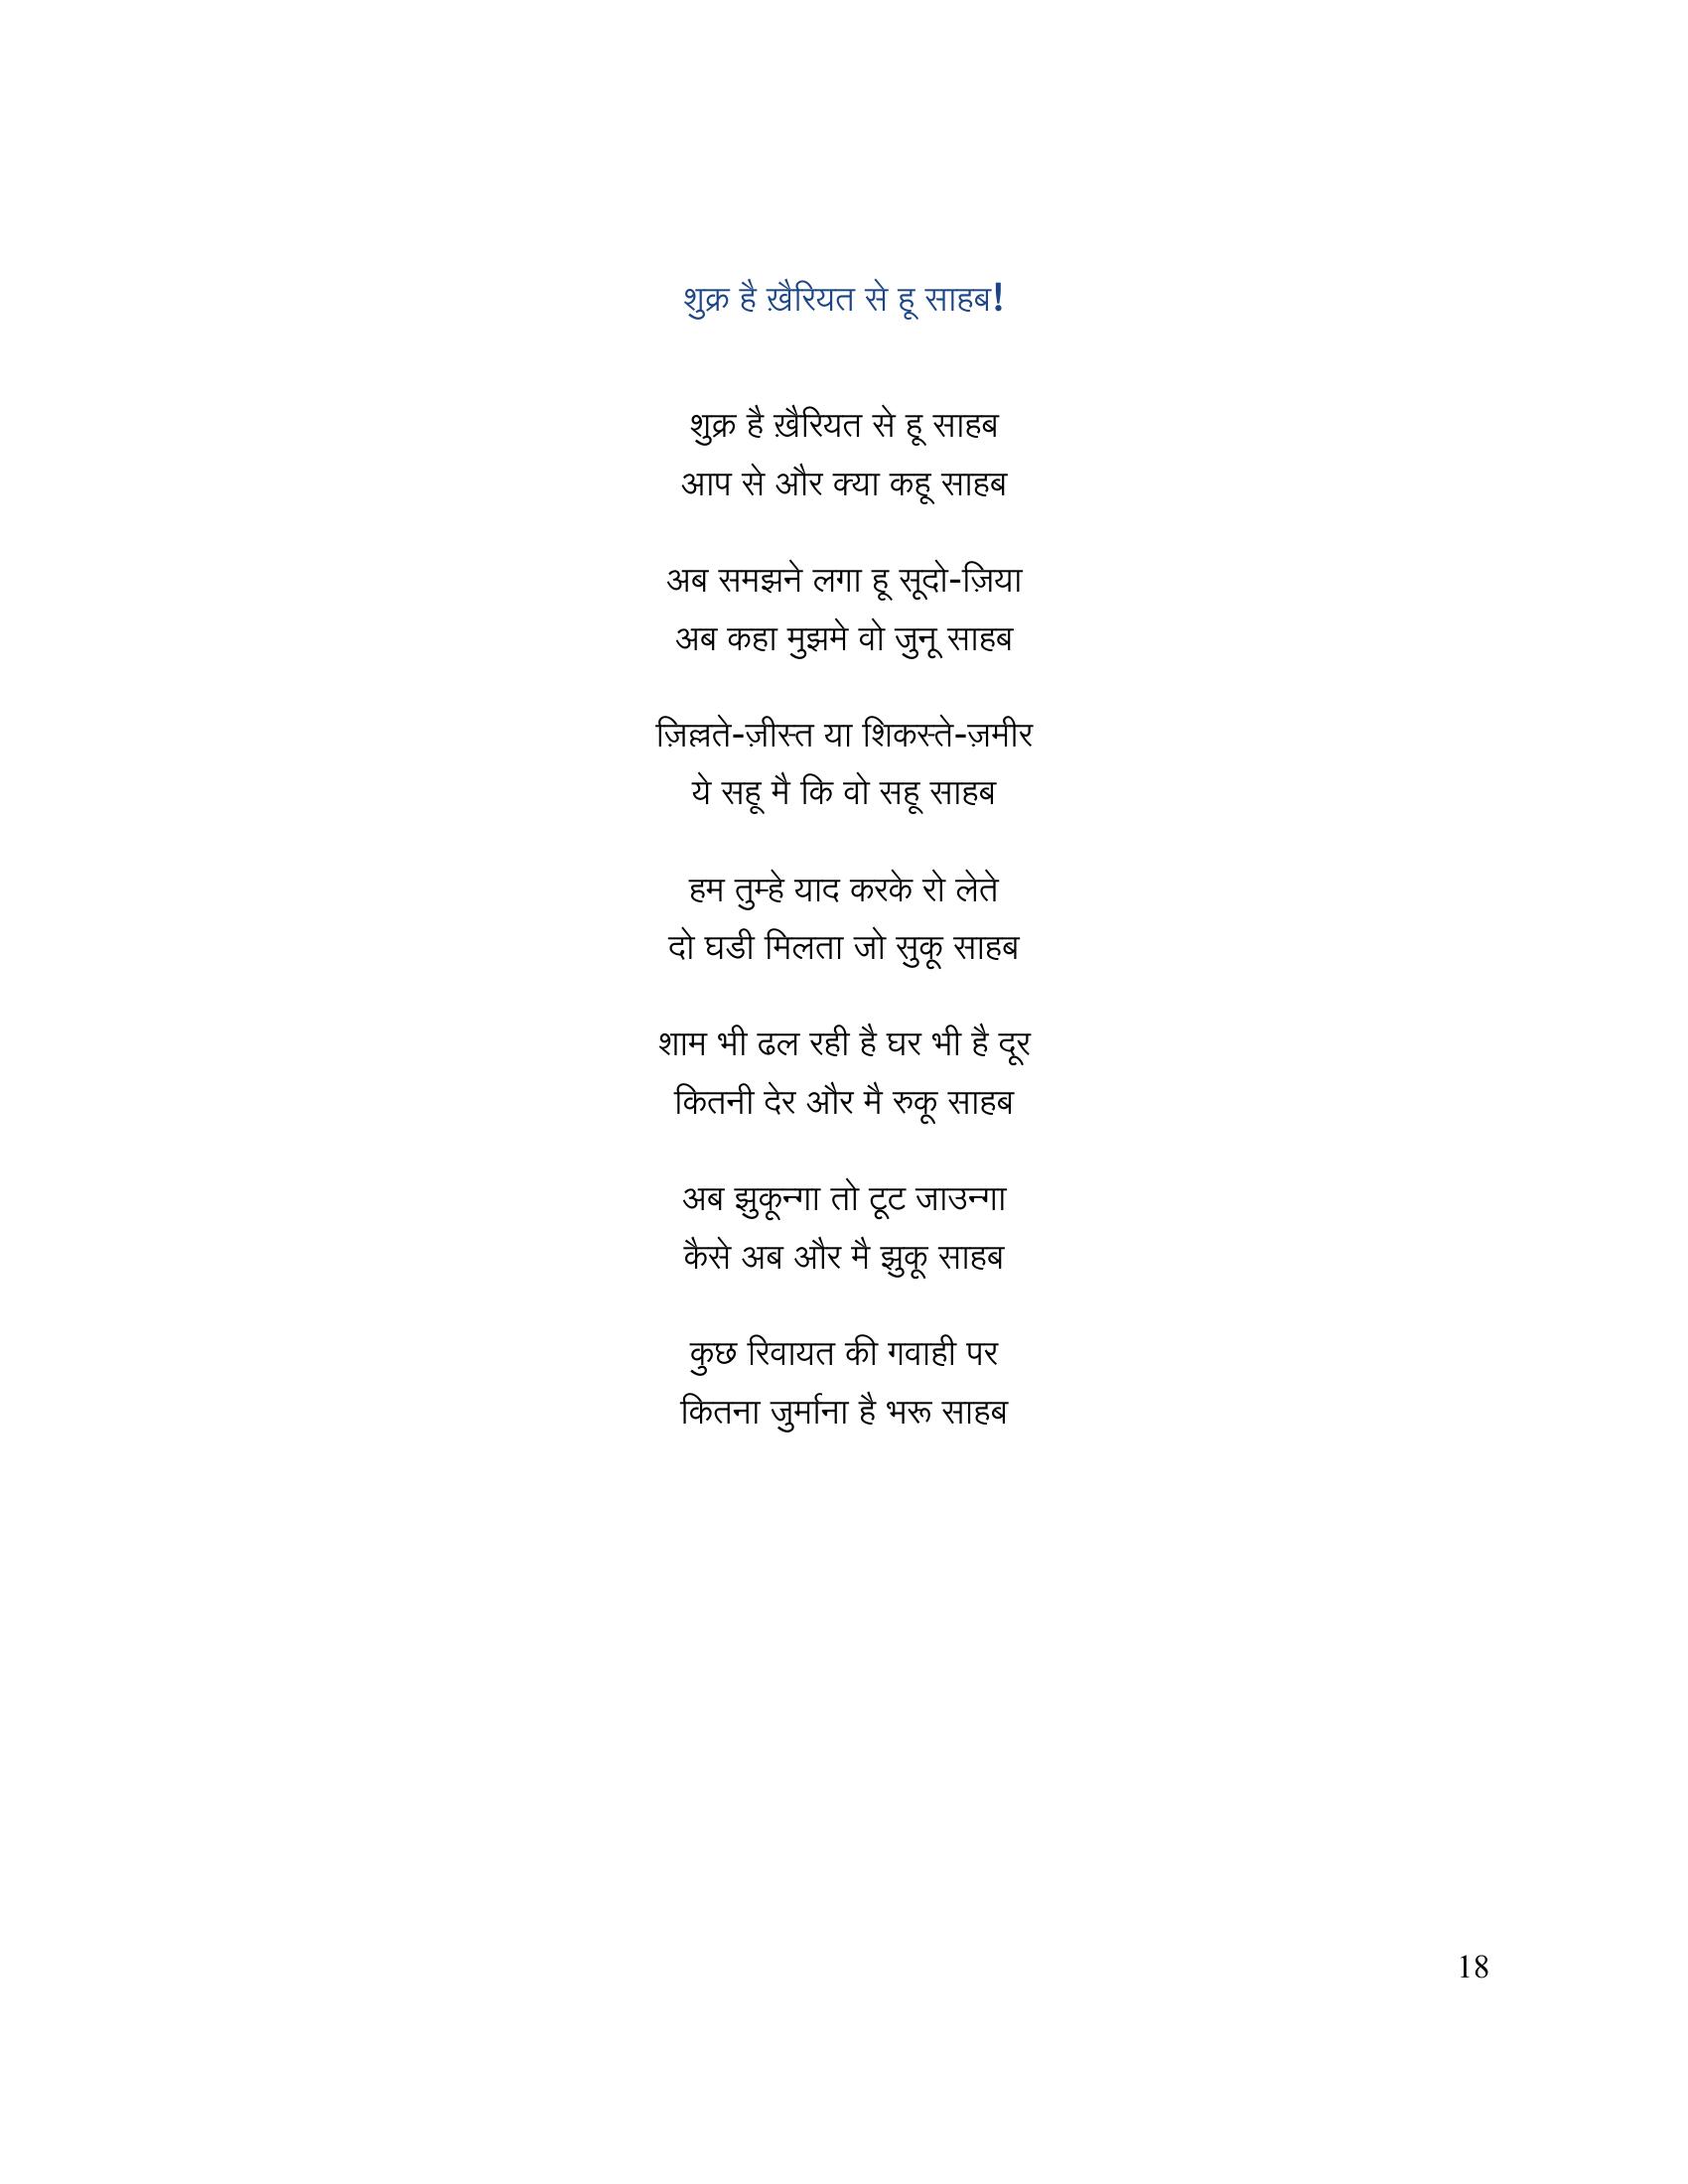 शुक्र है ख़ैरियत से हू साहब!
शुक्र है ख़ैरियत से हू साहब
आप से और क्या कहू साहब
अब समझने लगा हू सूदो-ज़िया
अब कहा मुझमे वो जुनू साहब
ज़िल्लते-ज़ीस्त या शिकस्ते-ज़मीर
ये सहू मै कि वो सहू साहब
हम तुम्हे याद करके रो लेते
दो घडी मिलता जो सुकू साहब
शाम भी ढल रही है घर भी है दूर
कितनी देर और मै रुकू साहब
अब झुकून्गा तो टूट जाउन्गा
कैसे अब और मै झुकू साहब
कुछ रिवायत की गवाही पर
कितना जुर्माना है भरू साहब
18